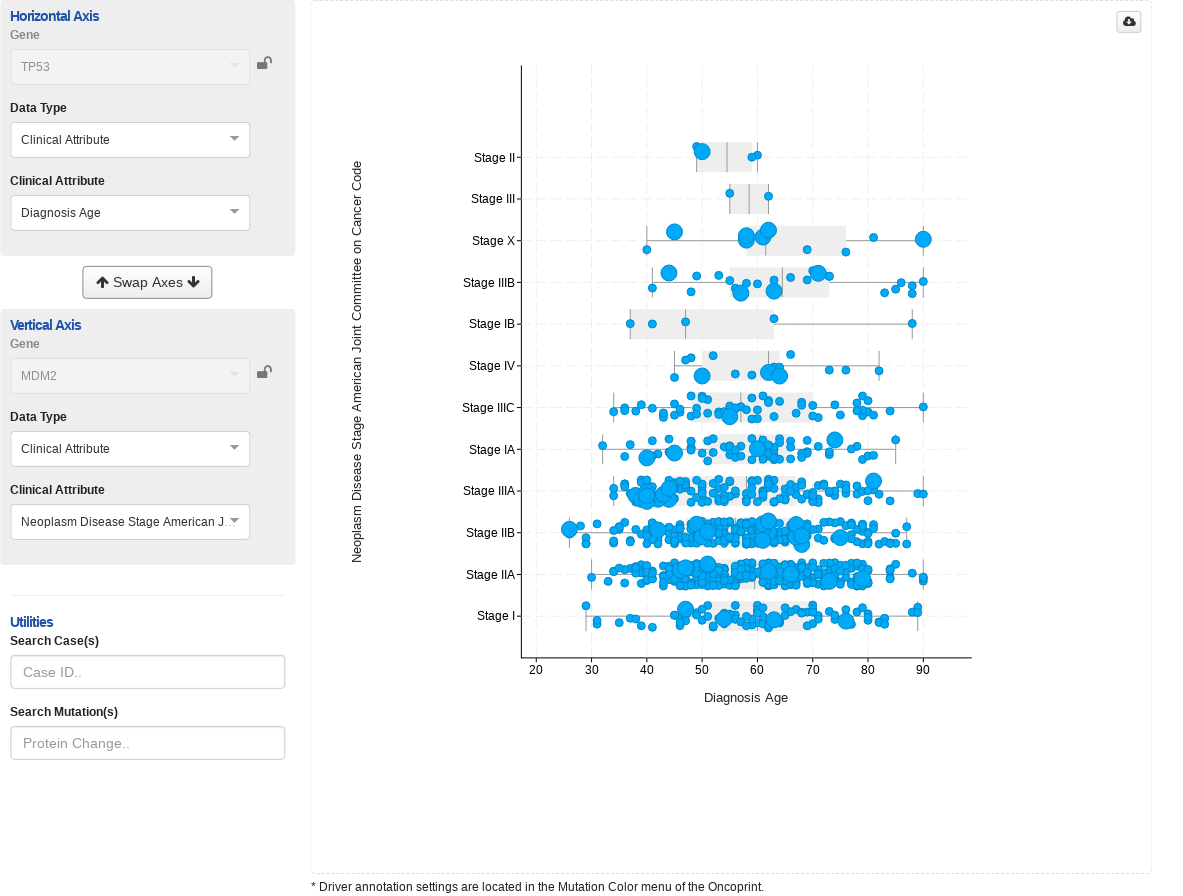 Horizontal Axis
Gene
TP53
Data Type
Clinical Attribute
Clinical Attribute
Diagnosis Age
Swap Axes
Vertical Axis
Gene
MDM2
Data Type
Clinical Attribute
Clinical Attribute
Neoplasm Disease Stage American J...
Utilities
Search Case(s)
Case ID..
Search Mutation(s)
Protein Change..
Neoplasm Disease Stage American Joint Committee on Cancer Code
Stage II
Stage III
Stage X
Stage IIIB
Stage IB
Stage IV
Stage IIIC
Stage IA
Stage IIIA
Stage IIB
Stage IIA
Stage I
20 30 40 50 60 70 80 90
Diagnosis Age
* Driver annotation settings are located in the Mutation Color menu of the Oncoprint.